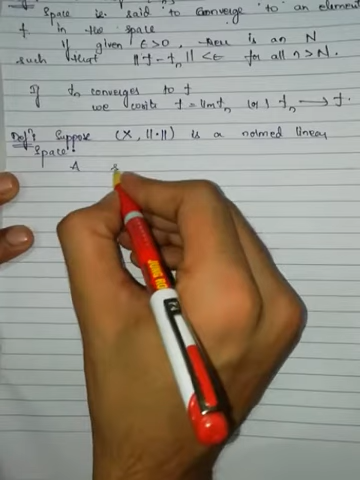 Space is said to converge to an element
f in the space
if given ε>0, there is an N
such that ||f - fₙ|| < ε for all n > N.
If fₙ converges to f
we write f = lim fₙ (or) fₙ → f.
Defⁿ: Suppose (X, ||·||) is a normed linear
Space.
A